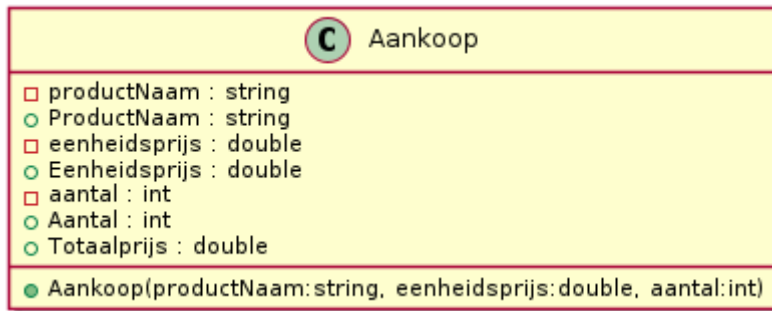 C Aankoop
productNaam : string
ProductNaam : string
eenheidsprijs : double
Eenheidsprijs : double
aantal : int
Aantal : int
Totaalprijs : double
Aankoop(productNaam:string, eenheidsprijs:double, aantal:int)